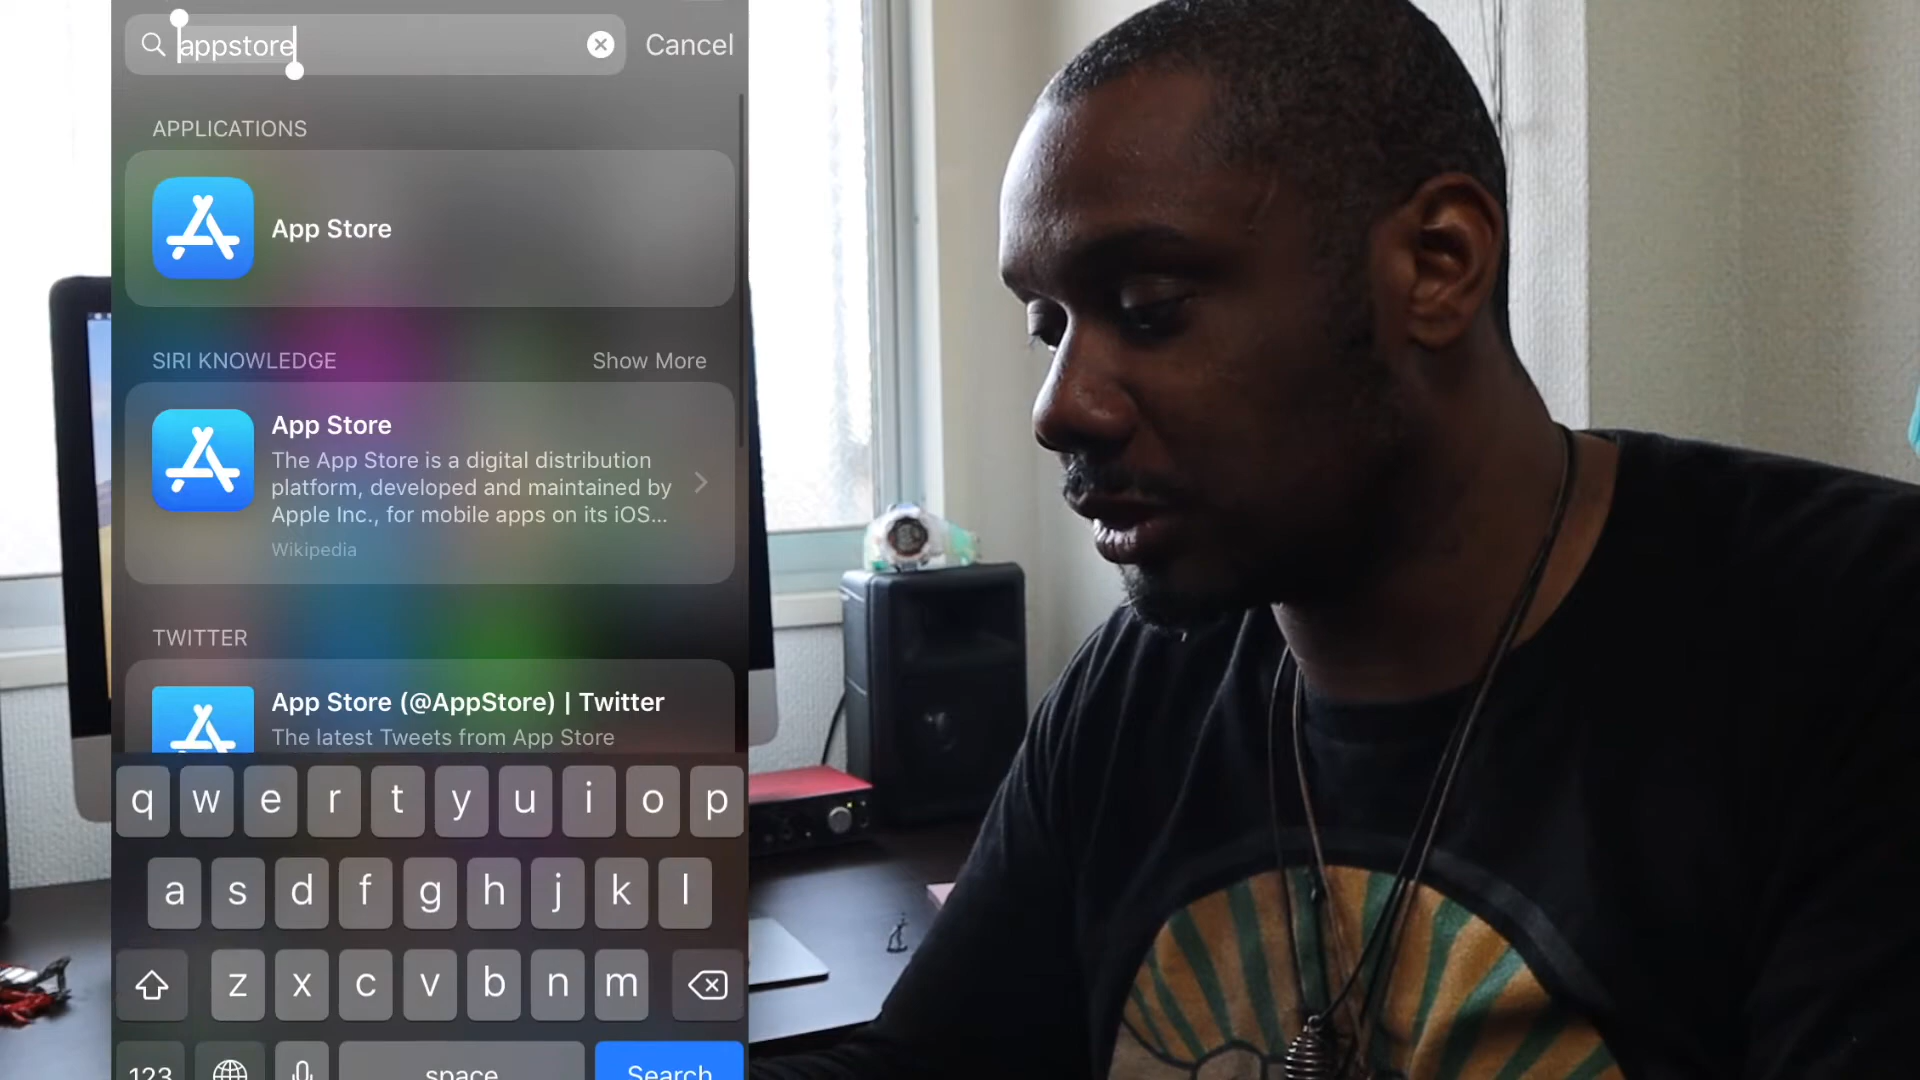 appstore
Cancel
APPLICATIONS
App Store
SIRI KNOWLEDGE
Show More
App Store
The App Store is a digital distribution
platform, developed and maintained by
Apple Inc., for mobile apps on its iOS...
Wikipedia
TWITTER
App Store (@AppStore) | Twitter
The latest Tweets from App Store
q w e r t y u i o p
a s d f g h j k l
z x c v b n m
123
space
Search